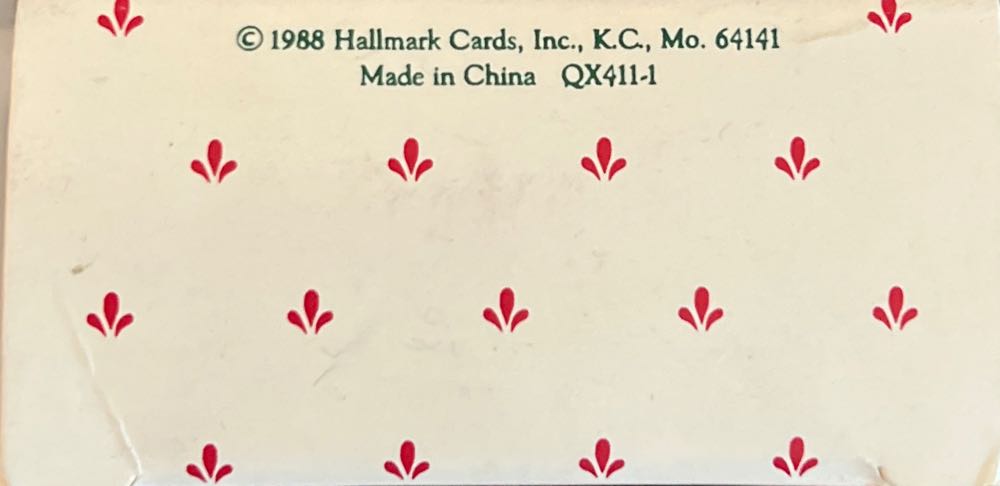 © 1988 Hallmark Cards, Inc., K.C., Mo. 64141
Made in China QX411-1